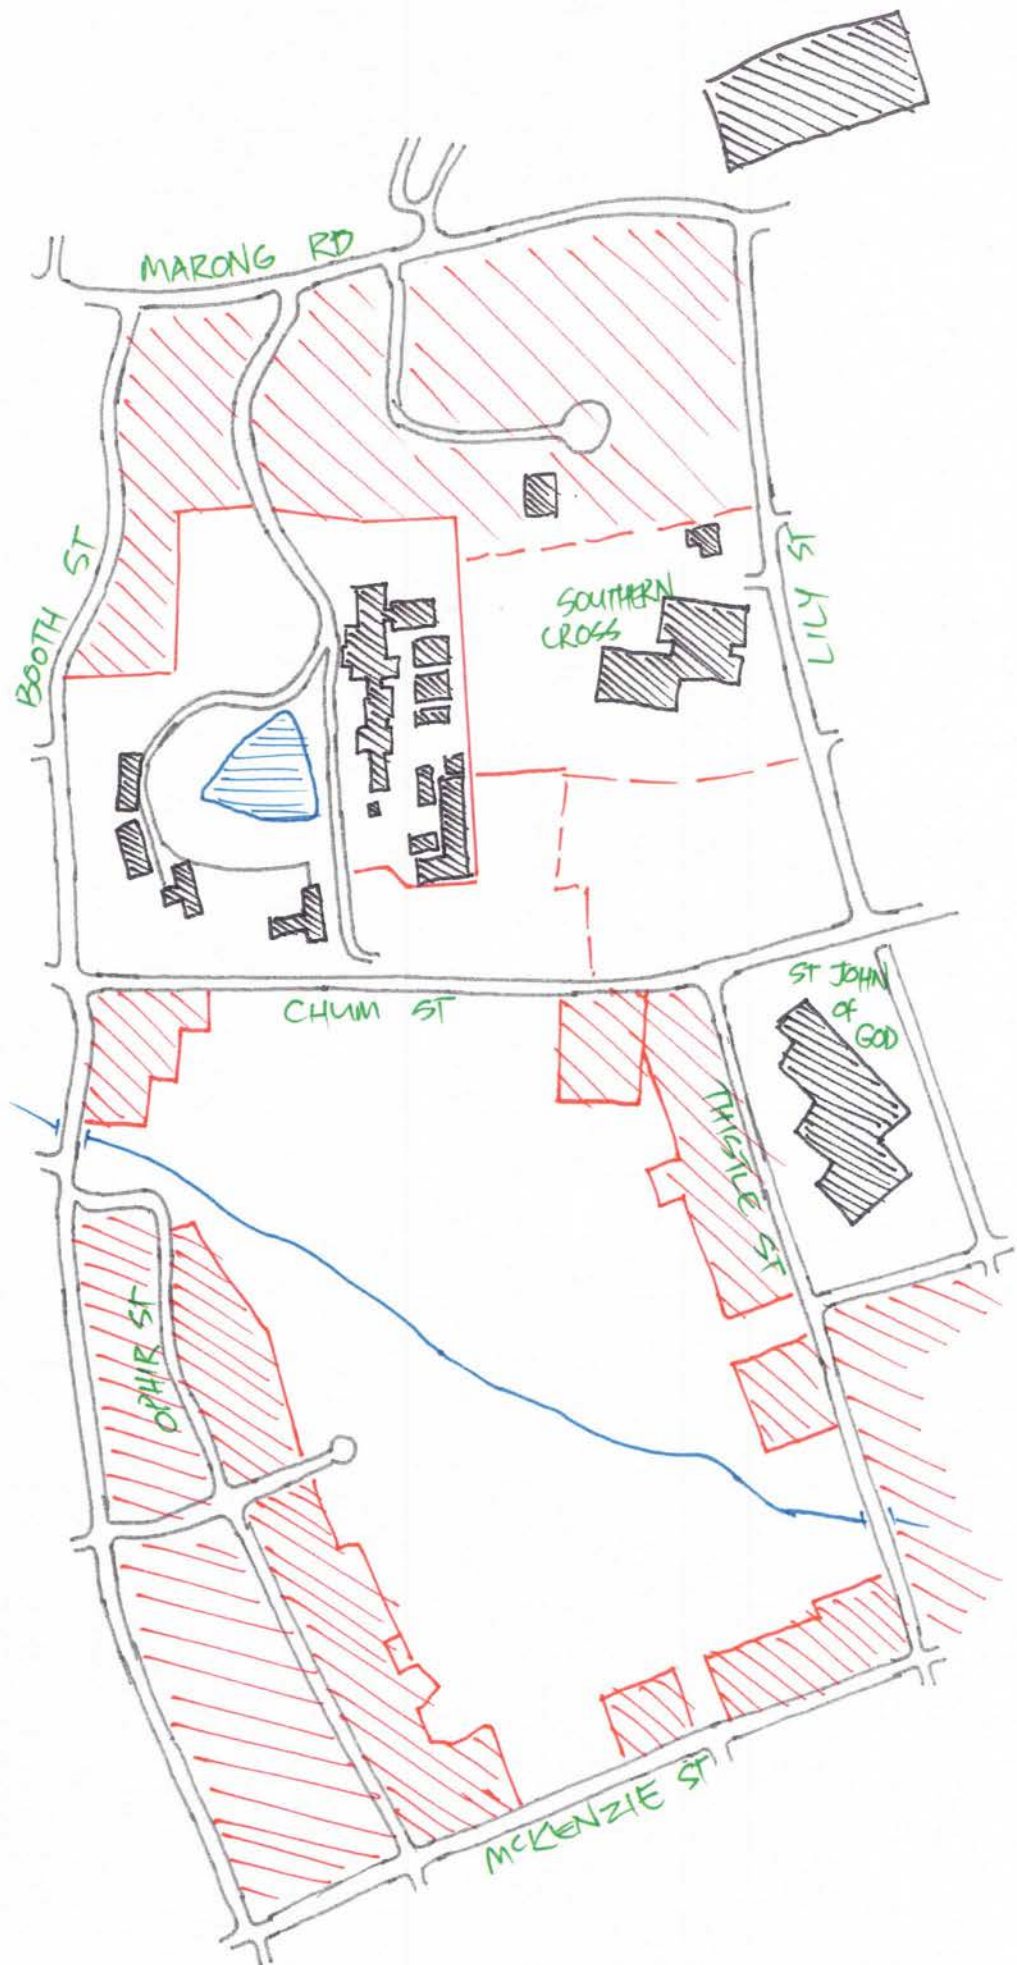 MARONG RD
BOOTH ST
LILY ST
SOUTHERN
CROSS
CHUM ST
ST JOHN
OF
GOD
THISTLE ST
OPHIR ST
McKENZIE ST